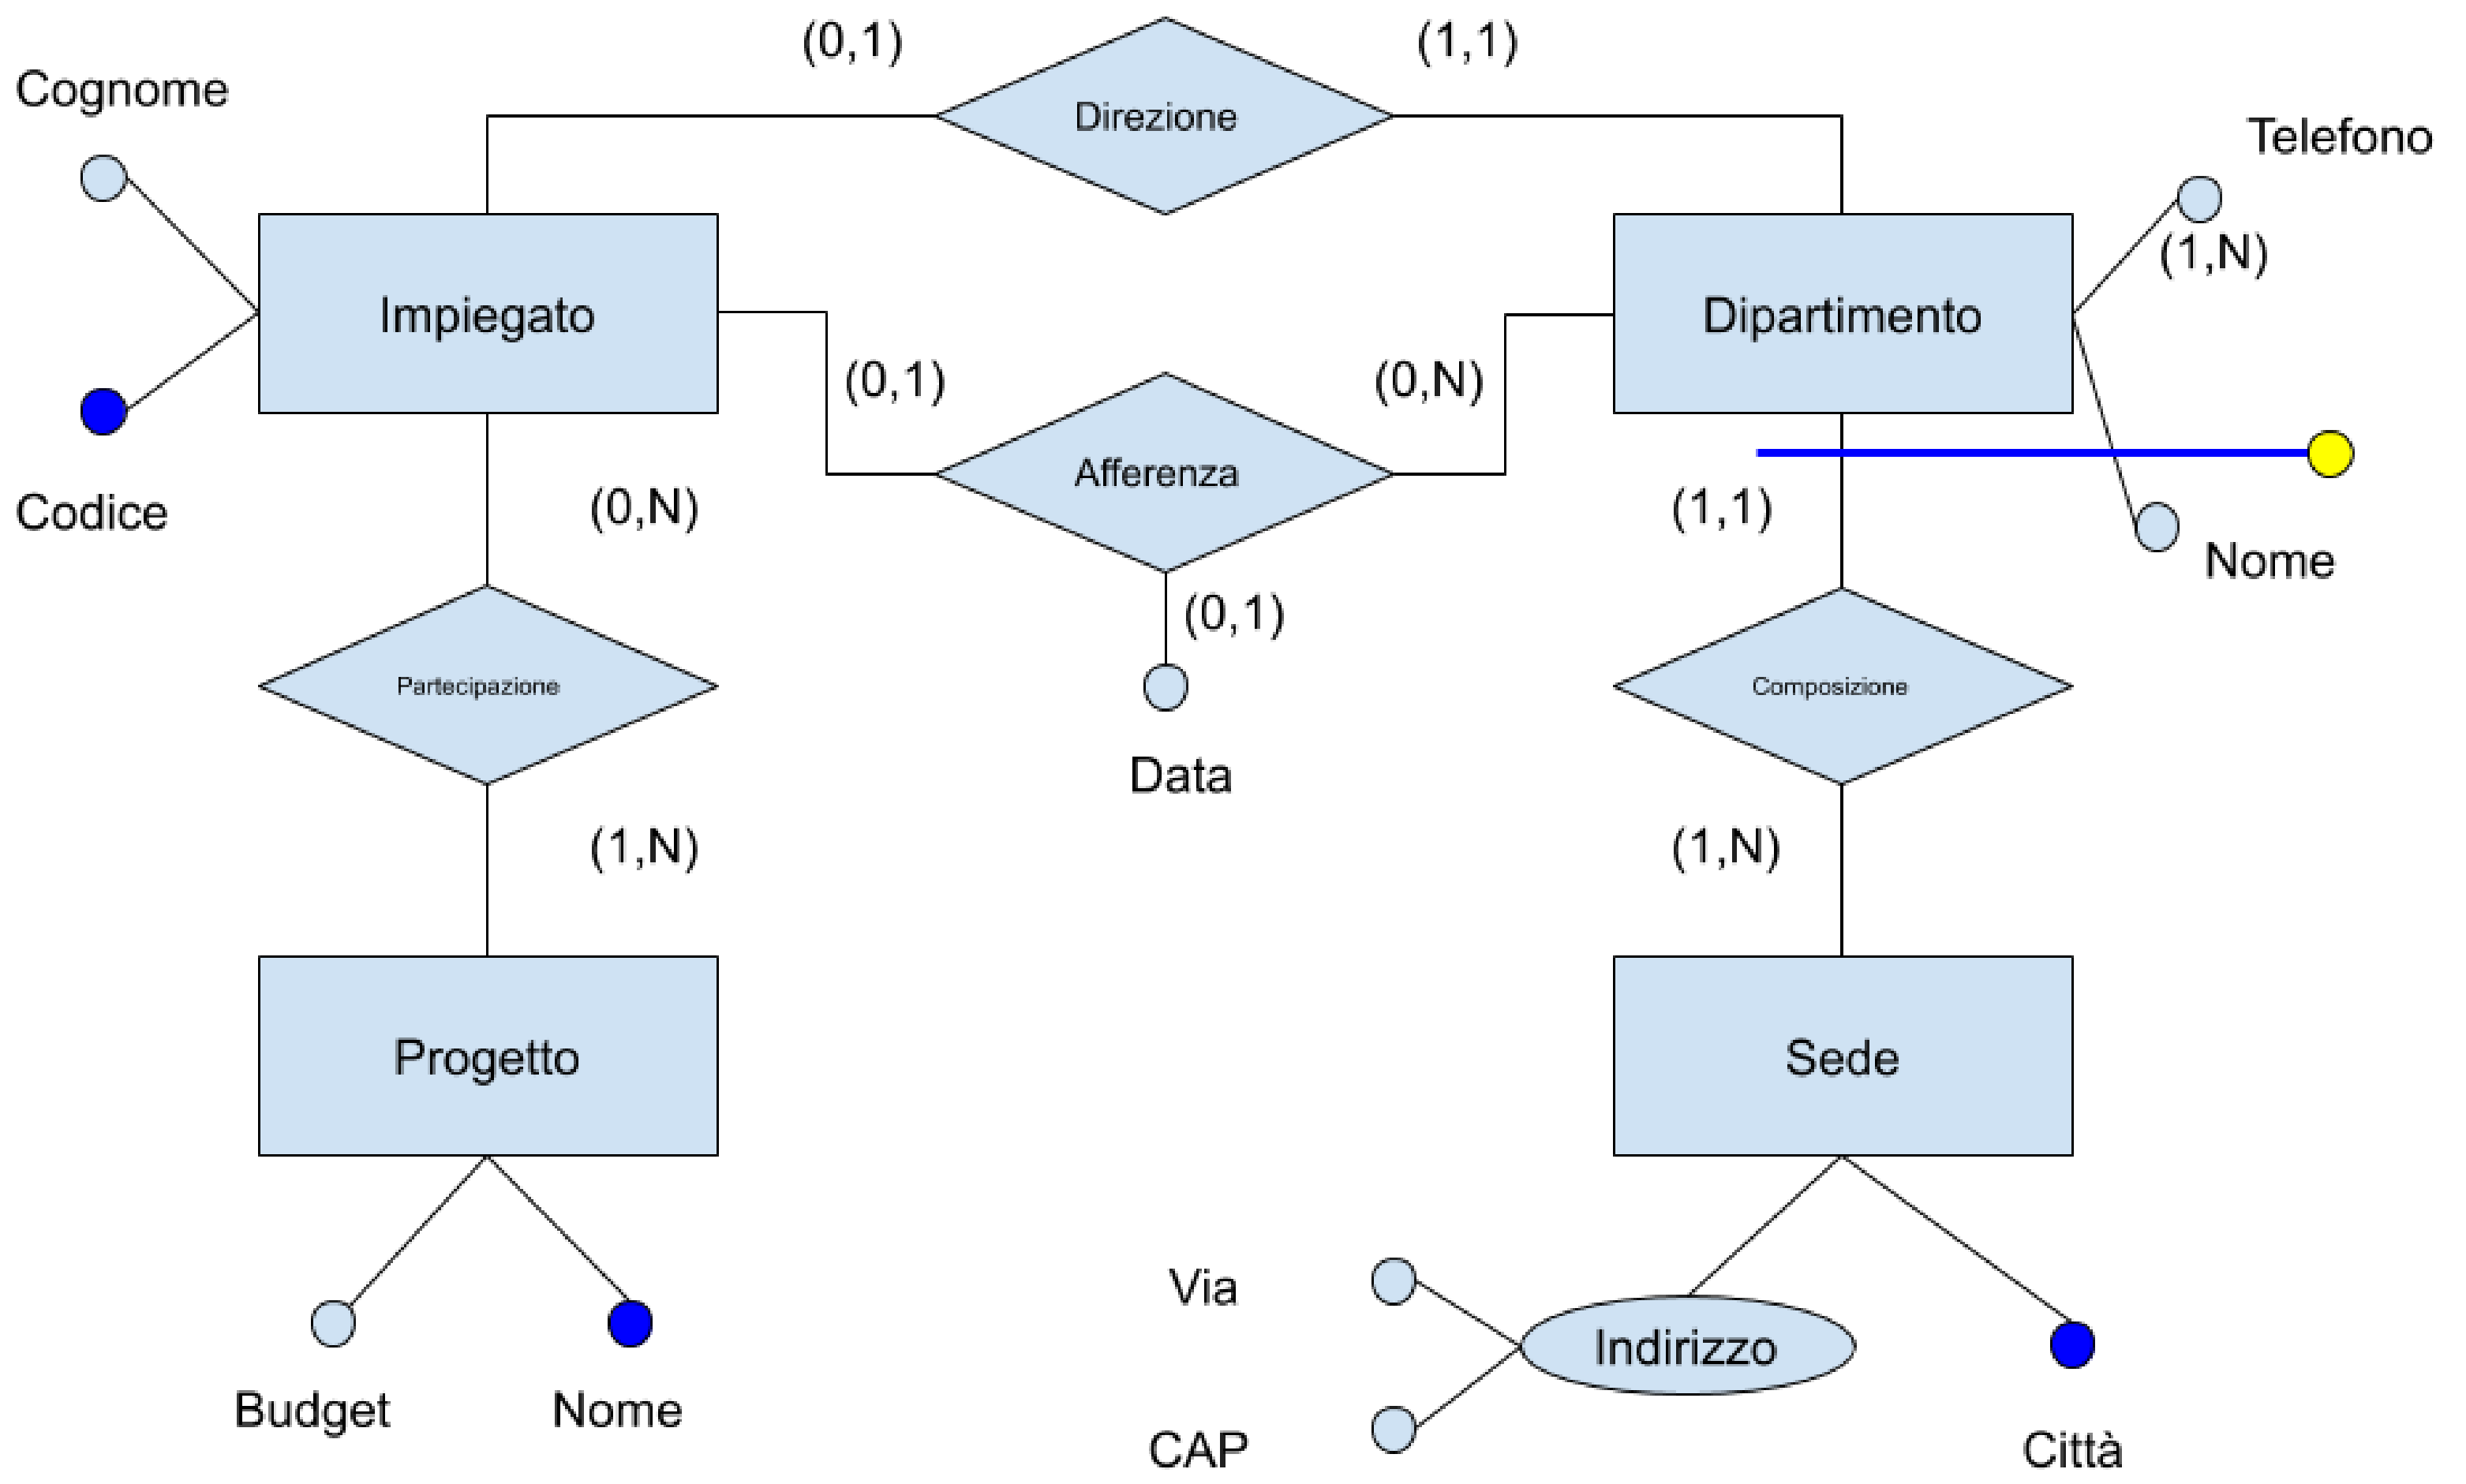 (0,1)
(1,1)
Cognome
Direzione
Telefono
(1,N)
Impiegato
Dipartimento
(0,1)
(0,N)
Afferenza
Codice
(0,N)
(1,1)
Nome
(0,1)
Partecipazione
Composizione
Data
(1,N)
(1,N)
Progetto
Sede
Via
Indirizzo
Budget
Nome
CAP
Città